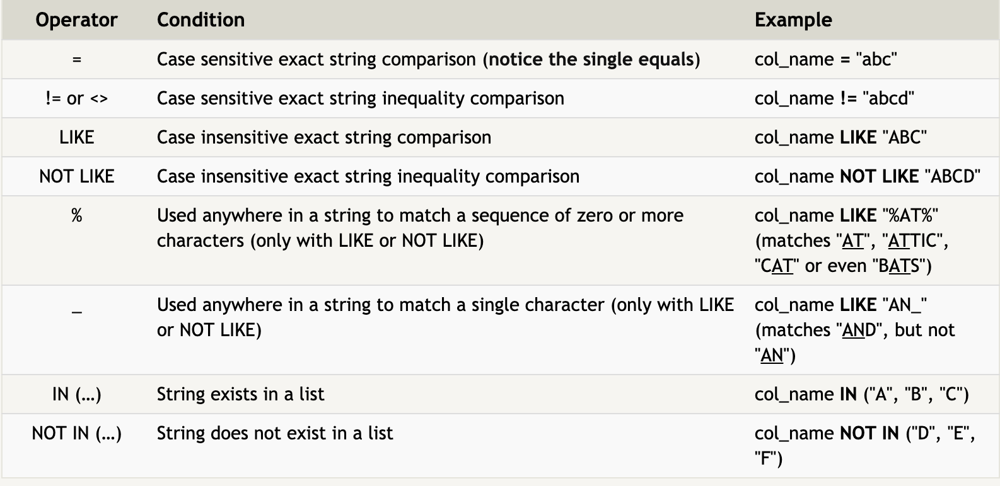 Operator Condition Example
= Case sensitive exact string comparison (notice the single equals) col_name = "abc"
!= or <> Case sensitive exact string inequality comparison col_name != "abcd"
LIKE Case insensitive exact string comparison col_name LIKE "ABC"
NOT LIKE Case insensitive exact string inequality comparison col_name NOT LIKE "ABCD"
% Used anywhere in a string to match a sequence of zero or more col_name LIKE "%AT%"
characters (only with LIKE or NOT LIKE) (matches "AT", "ATTIC",
"CAT" or even "BATS")
_ Used anywhere in a string to match a single character (only with LIKE col_name LIKE "AN_"
or NOT LIKE) (matches "AND", but not
"AN")
IN (…) String exists in a list col_name IN ("A", "B", "C")
NOT IN (…) String does not exist in a list col_name NOT IN ("D", "E",
"F")